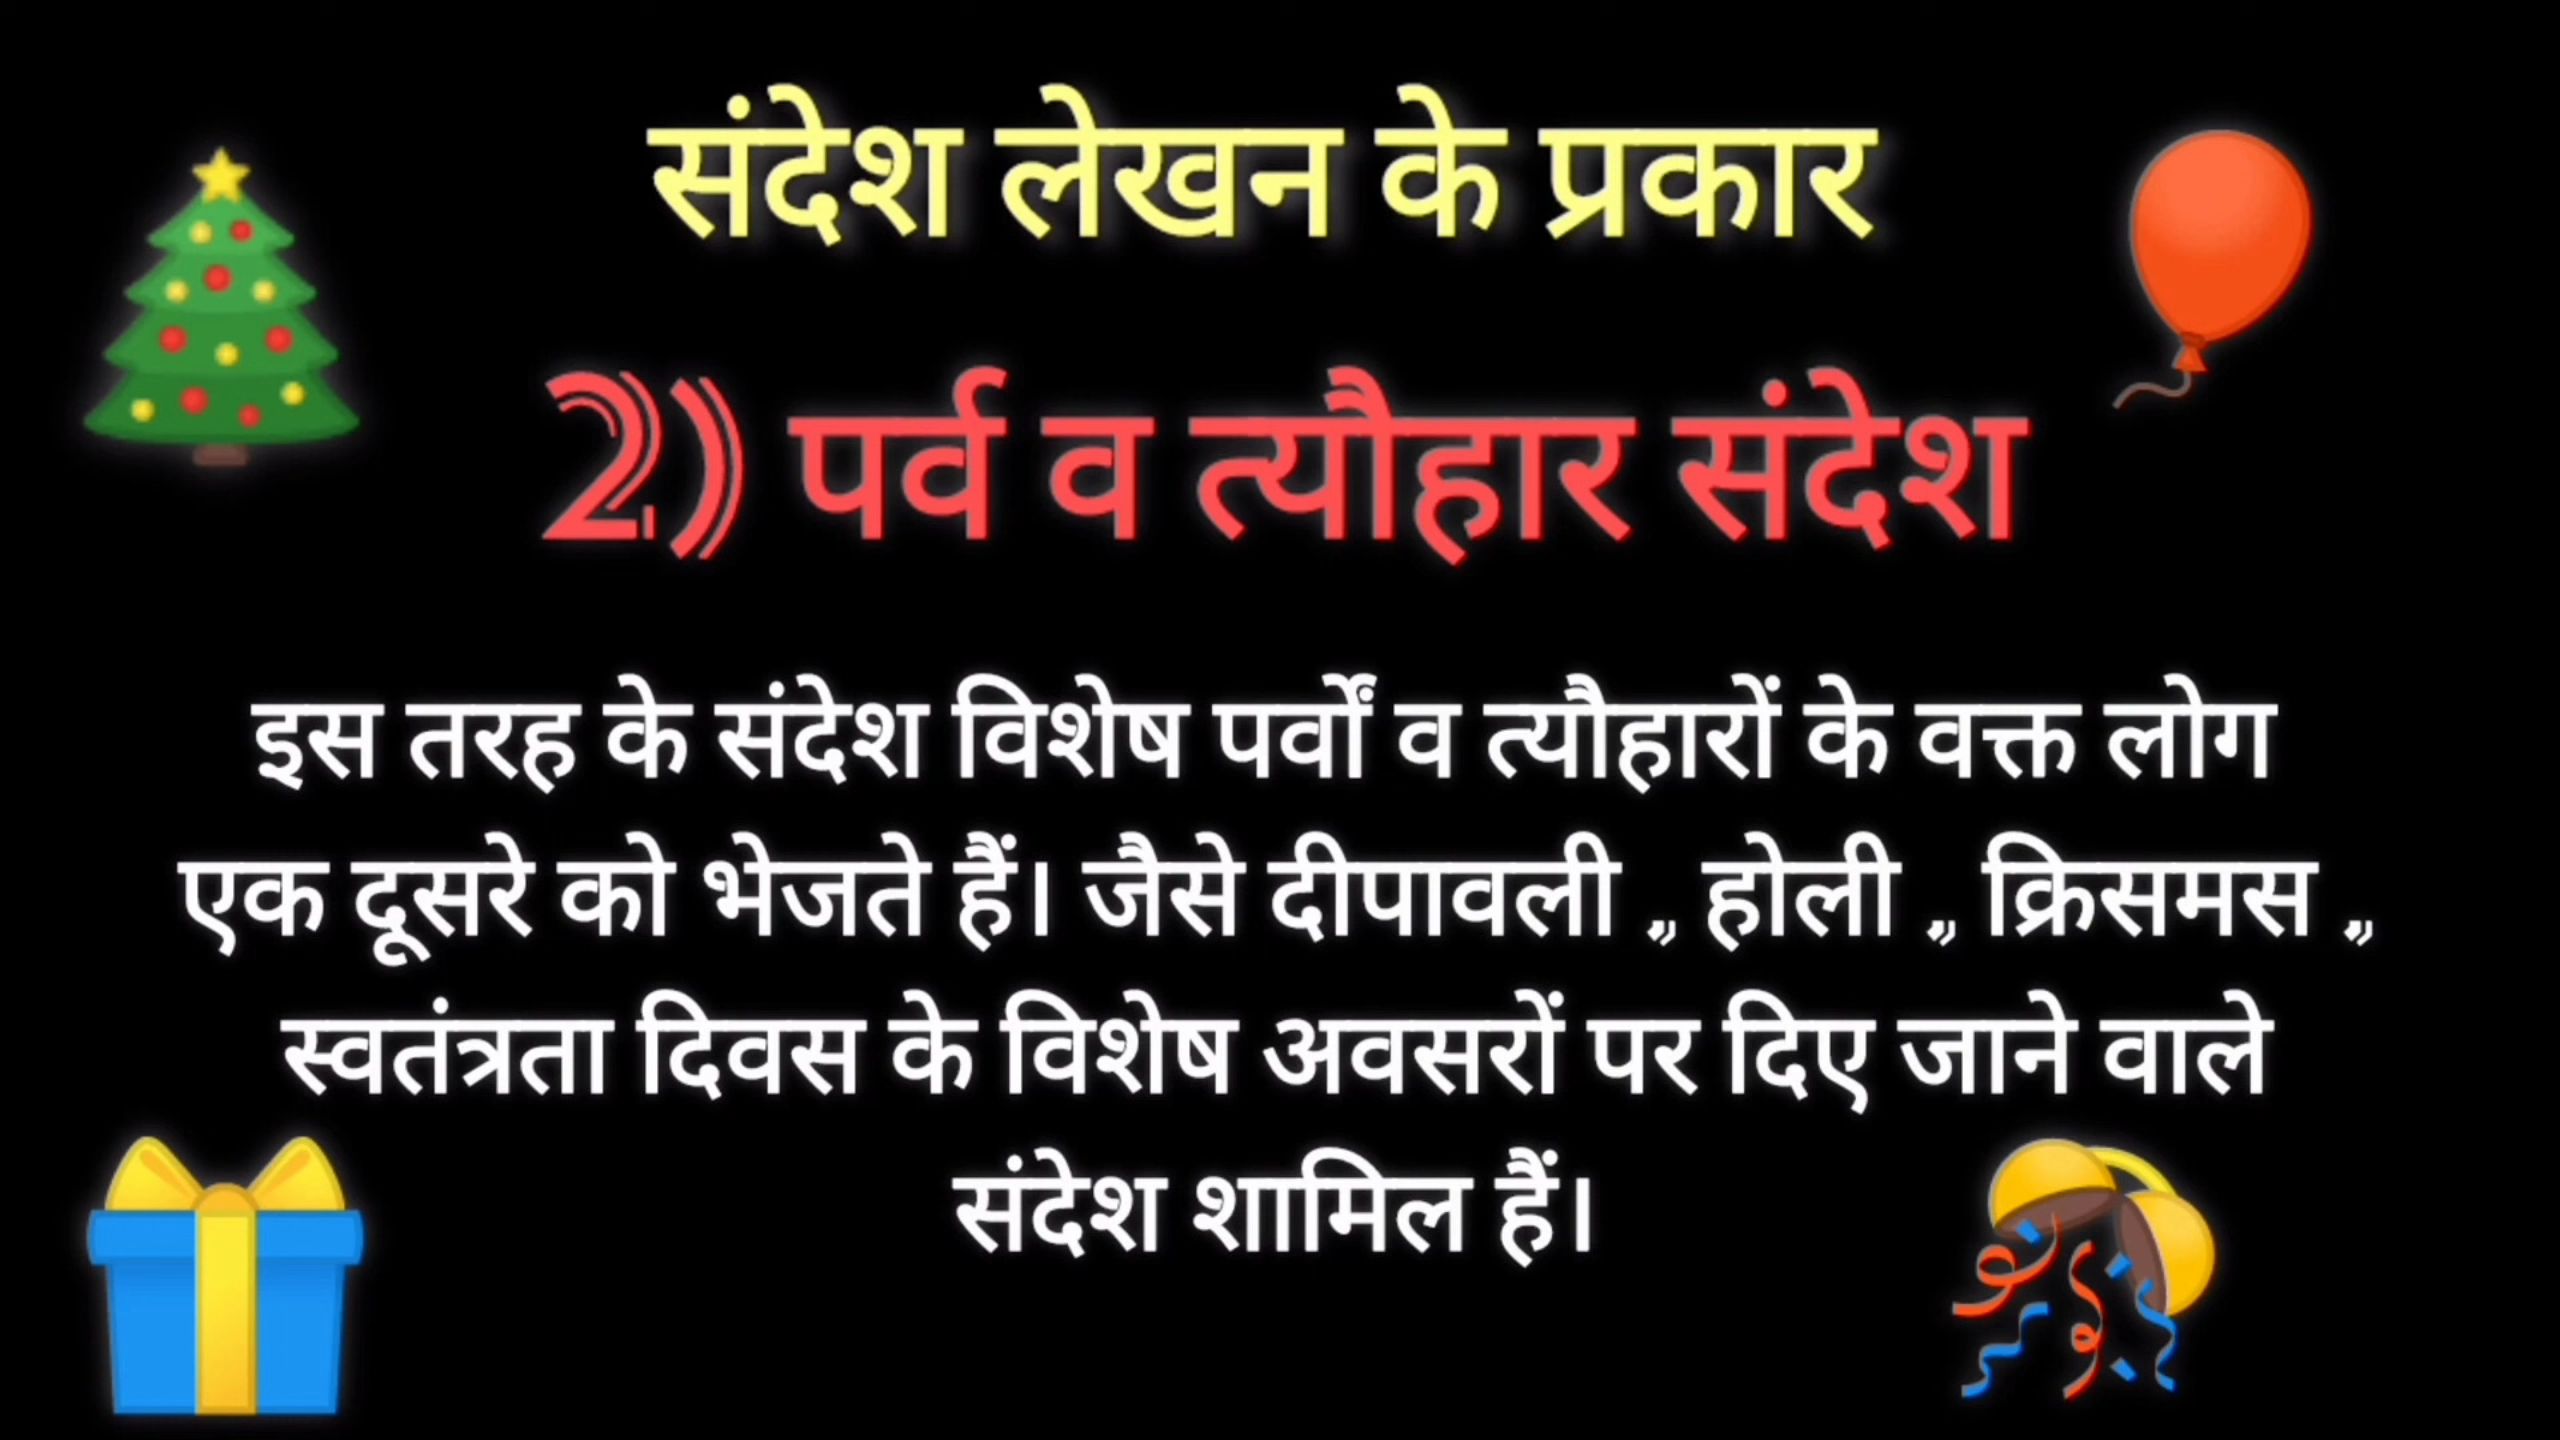 संदेश लेखन के प्रकार
2) पर्व व त्यौहार संदेश
इस तरह के संदेश विशेष पर्वों व त्यौहारों के वक्त लोग
एक दूसरे को भेजते हैं। जैसे दीपावली ,, होली ,, क्रिसमस ,,
स्वतंत्रता दिवस के विशेष अवसरों पर दिए जाने वाले
संदेश शामिल हैं।